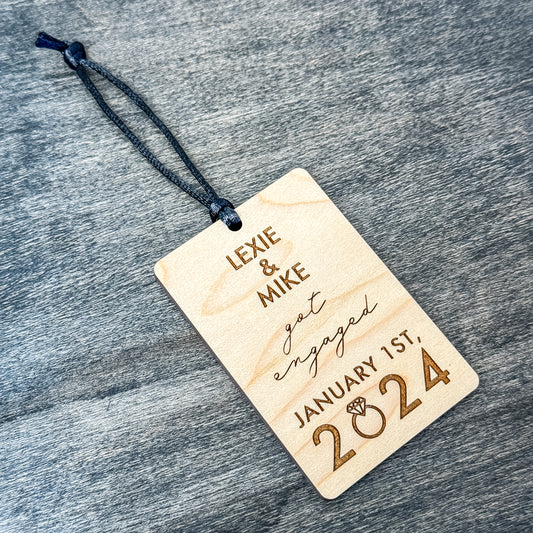 LEXIE
&
MIKE
got
engaged
JANUARY 1ST,
2024